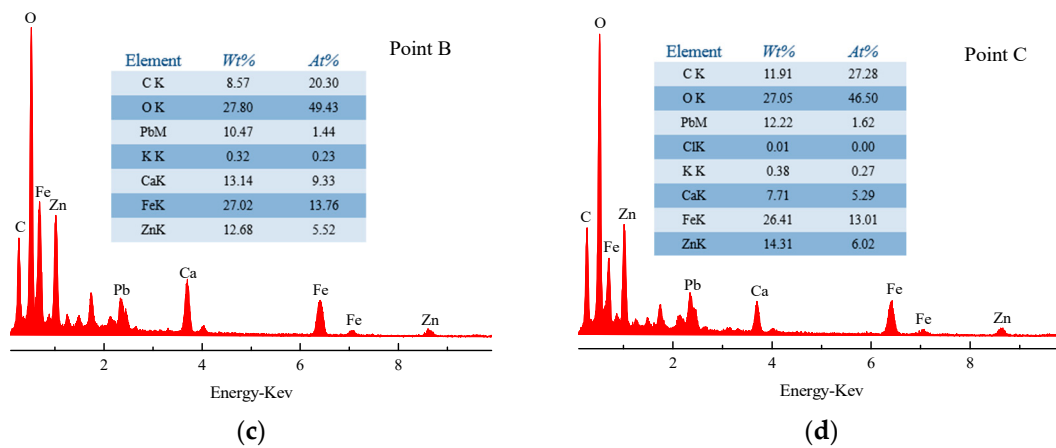 O
Point B
Element Wt% At%
C K 8.57 20.30
O K 27.80 49.43
PbM 10.47 1.44
K K 0.32 0.23
CaK 13.14 9.33
FeK 27.02 13.76
ZnK 12.68 5.52
Fe
Zn
C
Pb
Ca
Fe
Fe
Zn
2 4 6 8
Energy-Kev
(c)
O
Point C
Element Wt% At%
C K 11.91 27.28
O K 27.05 46.50
PbM 12.22 1.62
ClK 0.01 0.00
K K 0.38 0.27
CaK 7.71 5.29
FeK 26.41 13.01
ZnK 14.31 6.02
C
Zn
Fe
Pb
Ca
Fe
Fe
Zn
2 4 6 8
Energy-Kev
(d)